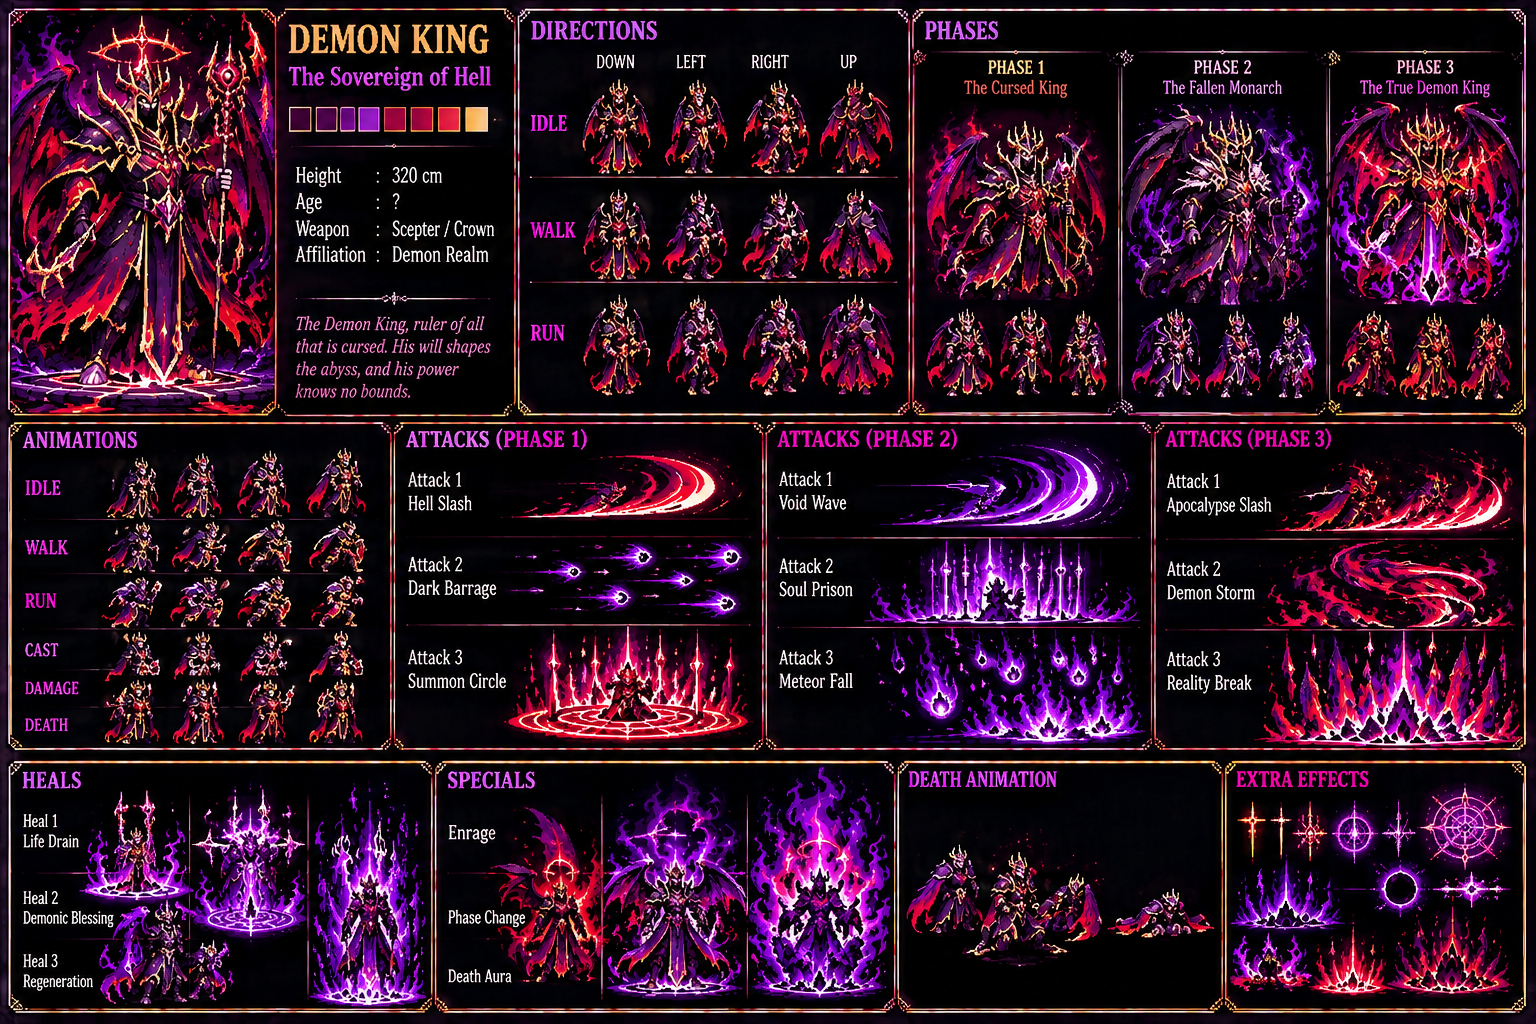 DEMON KING
The Sovereign of Hell
Height : 320 cm
Age : ?
Weapon : Scepter / Crown
Affiliation : Demon Realm
The Demon King, ruler of all
that is cursed. His will shapes
the abyss, and his power
knows no bounds.
DIRECTIONS
DOWN LEFT RIGHT UP
IDLE
WALK
RUN
PHASES
PHASE 1
The Cursed King
PHASE 2
The Fallen Monarch
PHASE 3
The True Demon King
ANIMATIONS
IDLE
WALK
RUN
CAST
DAMAGE
DEATH
ATTACKS (PHASE 1)
Attack 1
Hell Slash
Attack 2
Dark Barrage
Attack 3
Summon Circle
ATTACKS (PHASE 2)
Attack 1
Void Wave
Attack 2
Soul Prison
Attack 3
Meteor Fall
ATTACKS (PHASE 3)
Attack 1
Apocalypse Slash
Attack 2
Demon Storm
Attack 3
Reality Break
HEALS
Heal 1
Life Drain
Heal 2
Demonic Blessing
Heal 3
Regeneration
SPECIALS
Enrage
Phase Change
Death Aura
DEATH ANIMATION
EXTRA EFFECTS